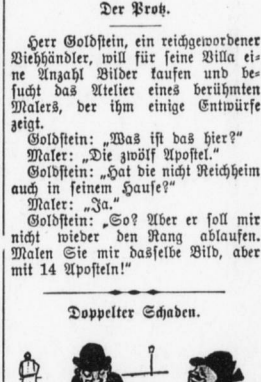 Der Protz.
Herr Goldstein, ein reichgewordener
Viehhändler, will für seine Villa ei-
ne Anzahl Bilder kaufen und be-
sucht das Atelier eines berühmten
Malers, der ihm einige Entwürfe
zeigt.
Goldstein: „Was ist das hier?“
Maler: „Die zwölf Apostel.“
Goldstein: „Hat die nicht Reichheim
auch in seinem Hause?“
Maler: „Ja.“
Goldstein: „So? Aber er soll mir
nicht wieder den Rang ablaufen.
Malen Sie mir dasselbe Bild, aber
mit 14 Aposteln!“
Doppelter Schaden.